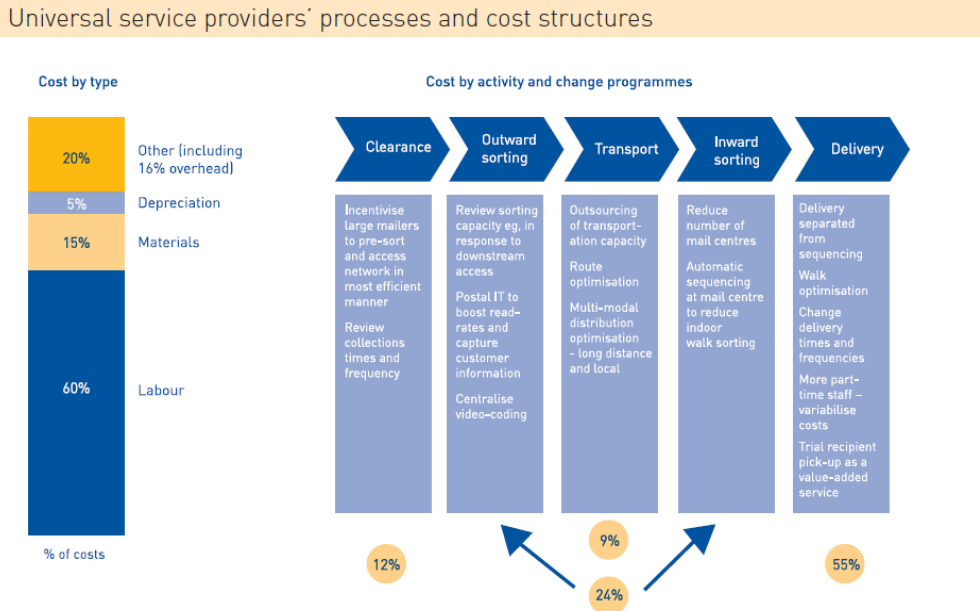 Universal service providers' processes and cost structures
Cost by type
Cost by activity and change programmes
20%
Other (including
16% overhead)
5%
Depreciation
15%
Materials
60%
Labour
% of costs
Clearance
Outward
sorting
Transport
Inward
sorting
Delivery
Incentivise
large mailers
to pre-sort
and access
network in
most efficient
manner
Review
collections
times and
frequency
Review sorting
capacity eg, in
response to
downstream
access
Postal IT to
boost read-
rates and
capture
customer
information
Centralise
video-coding
Outsourcing
of transport-
ation capacity
Route
optimisation
Multi-modal
distribution
optimisation
- long distance
and local
Reduce
number of
mail centres
Automatic
sequencing
at mail centre
to reduce
indoor
walk sorting
Delivery
separated
from
sequencing
Walk
optimisation
Change
delivery
times and
frequencies
More part-
time staff –
variabilise
costs
Trial recipient
pick-up as a
value-added
service
12%
9%
24%
55%